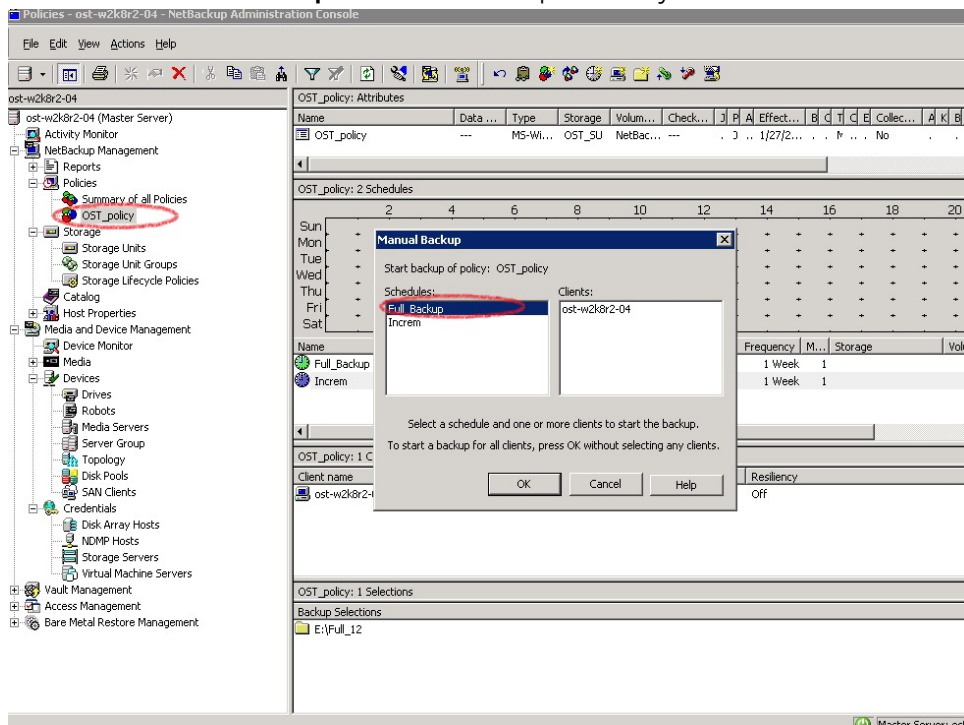 Policies - ost-w2k8r2-04 - NetBackup Administration Console
File Edit View Actions Help
ost-w2k8r2-04
ost-w2k8r2-04 (Master Server)
Activity Monitor
NetBackup Management
Reports
Policies
Summary of all Policies
OST_policy
Storage
Storage Units
Storage Unit Groups
Storage Lifecycle Policies
Catalog
Host Properties
Media and Device Management
Device Monitor
Media
Devices
Drives
Robots
Media Servers
Server Group
Topology
Disk Pools
SAN Clients
Credentials
Disk Array Hosts
NDMP Hosts
Storage Servers
Virtual Machine Servers
Vault Management
Access Management
Bare Metal Restore Management
OST_policy: Attributes
Name Data ... Type Storage Volum... Check... J P A Effect... B C T C E Collec... A K B
OST_policy --- MS-Wi... OST_SU NetBac... --- 1/27/2... No
OST_policy: 2 Schedules
2 4 6 8 10 12 14 16 18 20
Sun
Mon
Tue
Wed
Thu
Fri
Sat
Manual Backup
Start backup of policy: OST_policy
Schedules: Clients:
Full_Backup ost-w2k8r2-04
Increm
Select a schedule and one or more clients to start the backup.
To start a backup for all clients, press OK without selecting any clients.
OK Cancel Help
Name Frequency M... Storage
Full_Backup 1 Week 1
Increm 1 Week 1
OST_policy: 1 C
Client name Resiliency
ost-w2k8r2- Off
OST_policy: 1 Selections
Backup Selections
E:\Full_12